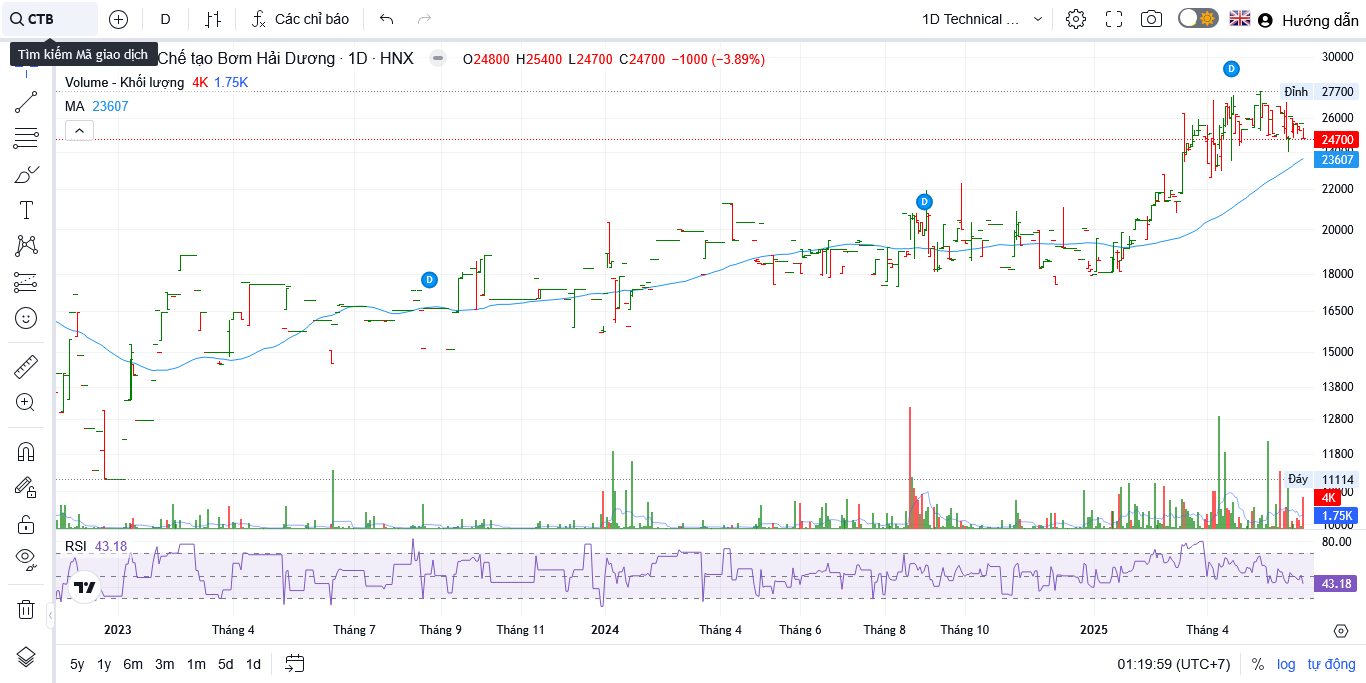 CTB
D
Các chỉ báo
1D Technical ...
Hướng dẫn
Tìm kiếm Mã giao dịch
Chế tạo Bơm Hải Dương · 1D · HNX
O24800 H25400 L24700 C24700 −1000 (−3.89%)
Volume - Khối lượng 4K 1.75K
MA 23607
D
D
D
30000
Đỉnh 27700
26000
24700
23607
22000
20000
18000
16500
15000
13800
12800
11800
Đáy 11114
4K
1.75K
10000
RSI 43.18
80.00
43.18
2023 Tháng 4 Tháng 7 Tháng 9 Tháng 11 2024 Tháng 4 Tháng 6 Tháng 8 Tháng 10 2025 Tháng 4
5y 1y 6m 3m 1m 5d 1d
01:19:59 (UTC+7) % log tự động